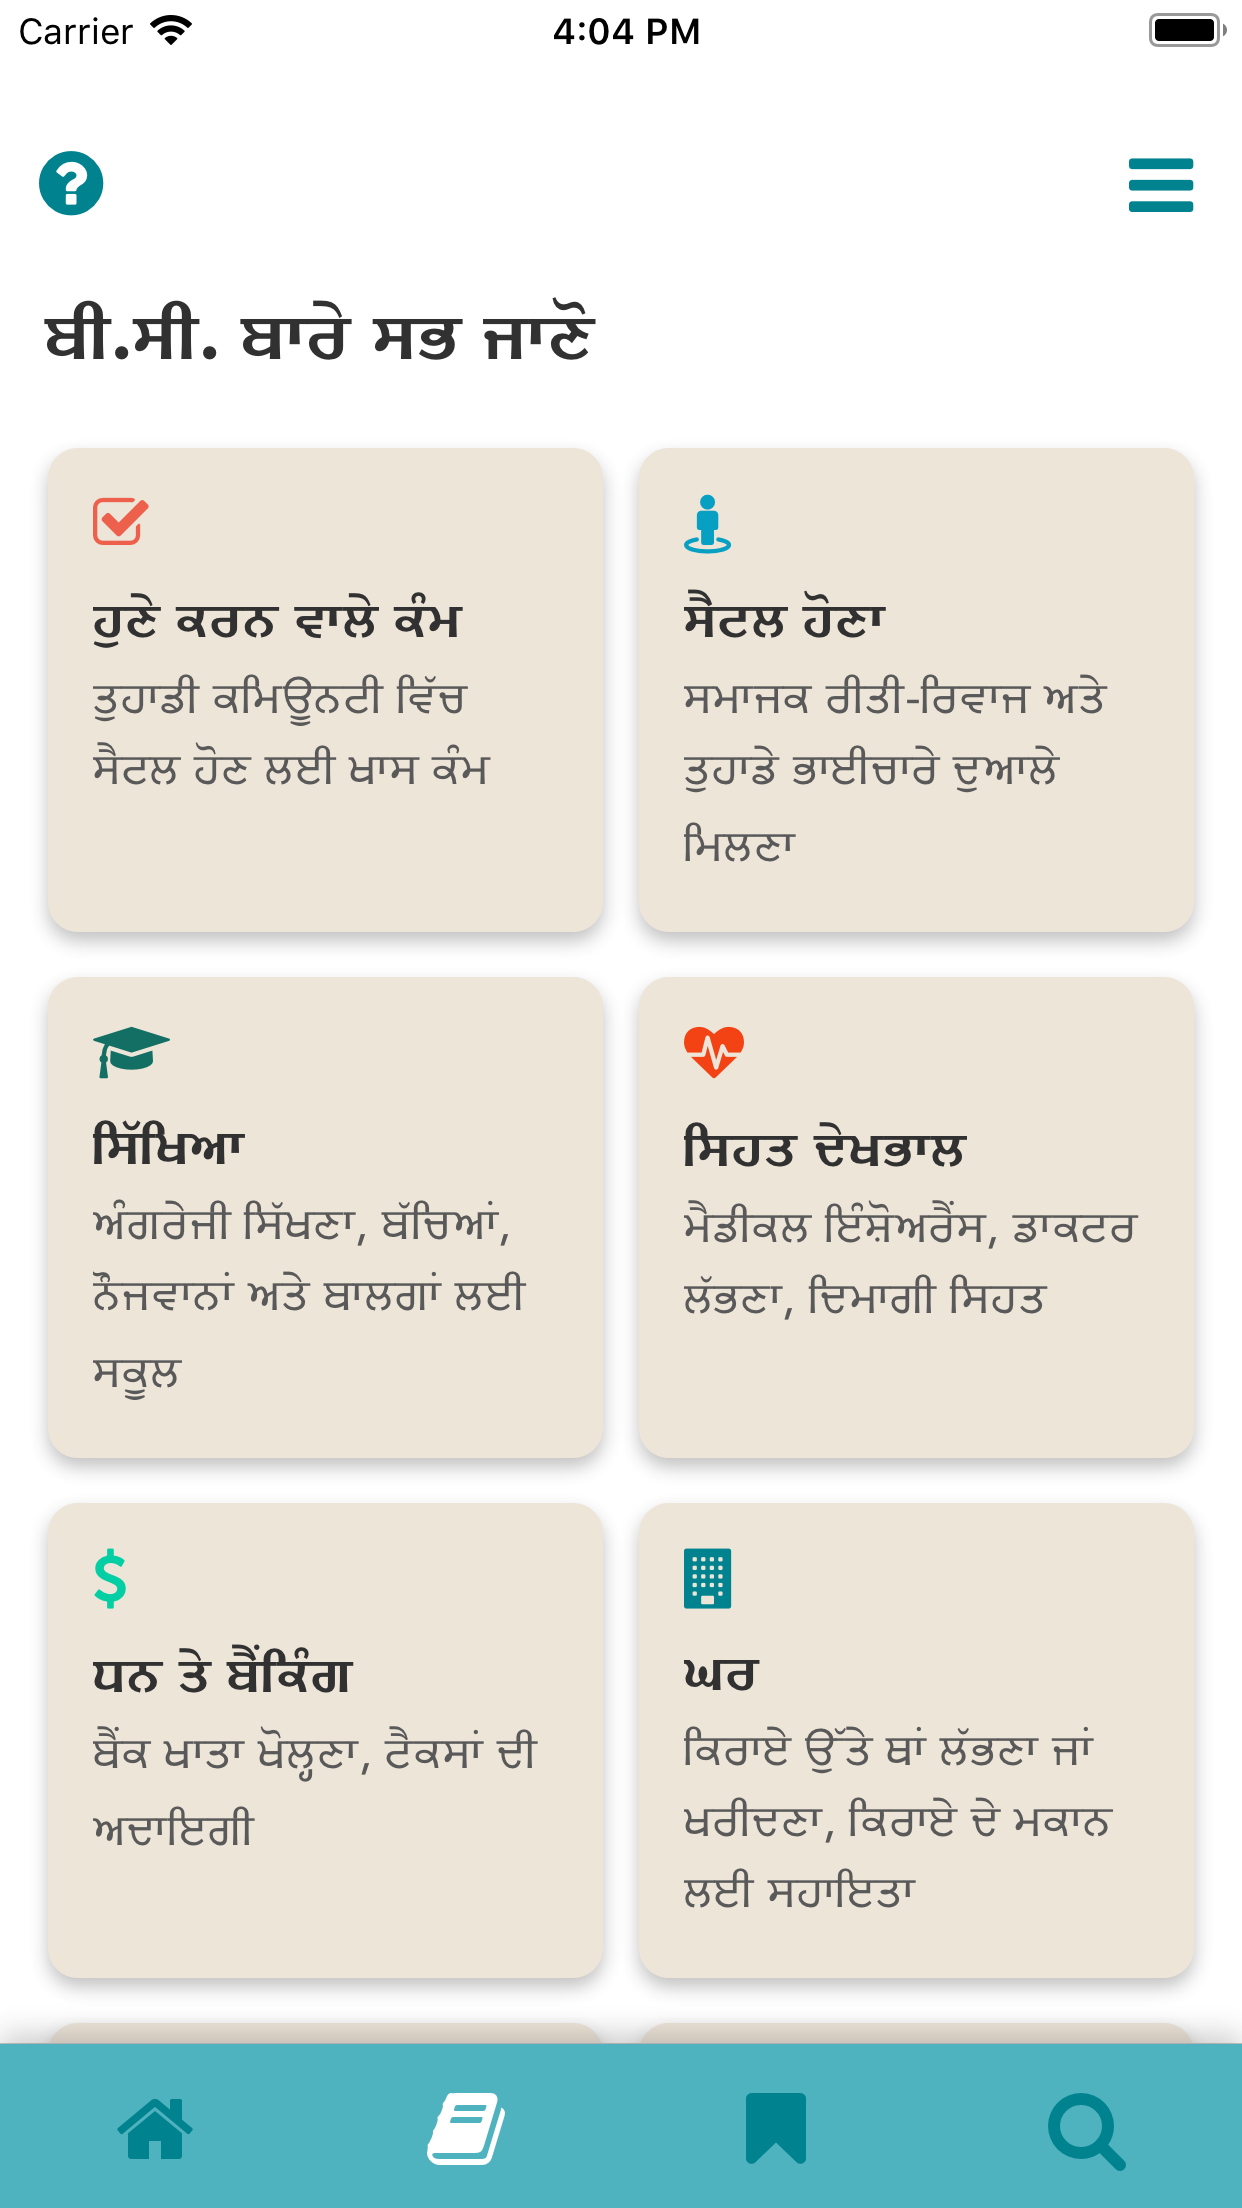 Carrier
4:04 PM
ਬੀ.ਸੀ. ਬਾਰੇ ਸਭ ਜਾਣੋ
ਹੁਣੇ ਕਰਨ ਵਾਲੇ ਕੰਮ
ਤੁਹਾਡੀ ਕਮਿਊਨਟੀ ਵਿੱਚ
ਸੈਟਲ ਹੋਣ ਲਈ ਖਾਸ ਕੰਮ
ਸੈਟਲ ਹੋਣਾ
ਸਮਾਜਕ ਰੀਤੀ-ਰਿਵਾਜ ਅਤੇ
ਤੁਹਾਡੇ ਭਾਈਚਾਰੇ ਦੁਆਲੇ
ਮਿਲਣਾ
ਸਿੱਖਿਆ
ਅੰਗਰੇਜੀ ਸਿੱਖਣਾ, ਬੱਚਿਆਂ,
ਨੌਜਵਾਨਾਂ ਅਤੇ ਬਾਲਗਾਂ ਲਈ
ਸਕੂਲ
ਸਿਹਤ ਦੇਖਭਾਲ
ਮੈਡੀਕਲ ਇੰਸ਼ੋਅਰੈਂਸ, ਡਾਕਟਰ
ਲੱਭਣਾ, ਦਿਮਾਗੀ ਸਿਹਤ
ਧਨ ਤੇ ਬੈਂਕਿੰਗ
ਬੈਂਕ ਖਾਤਾ ਖੋਲ੍ਹਣਾ, ਟੈਕਸਾਂ ਦੀ
ਅਦਾਇਗੀ
ਘਰ
ਕਿਰਾਏ ਉੱਤੇ ਥਾਂ ਲੱਭਣਾ ਜਾਂ
ਖਰੀਦਣਾ, ਕਿਰਾਏ ਦੇ ਮਕਾਨ
ਲਈ ਸਹਾਇਤਾ